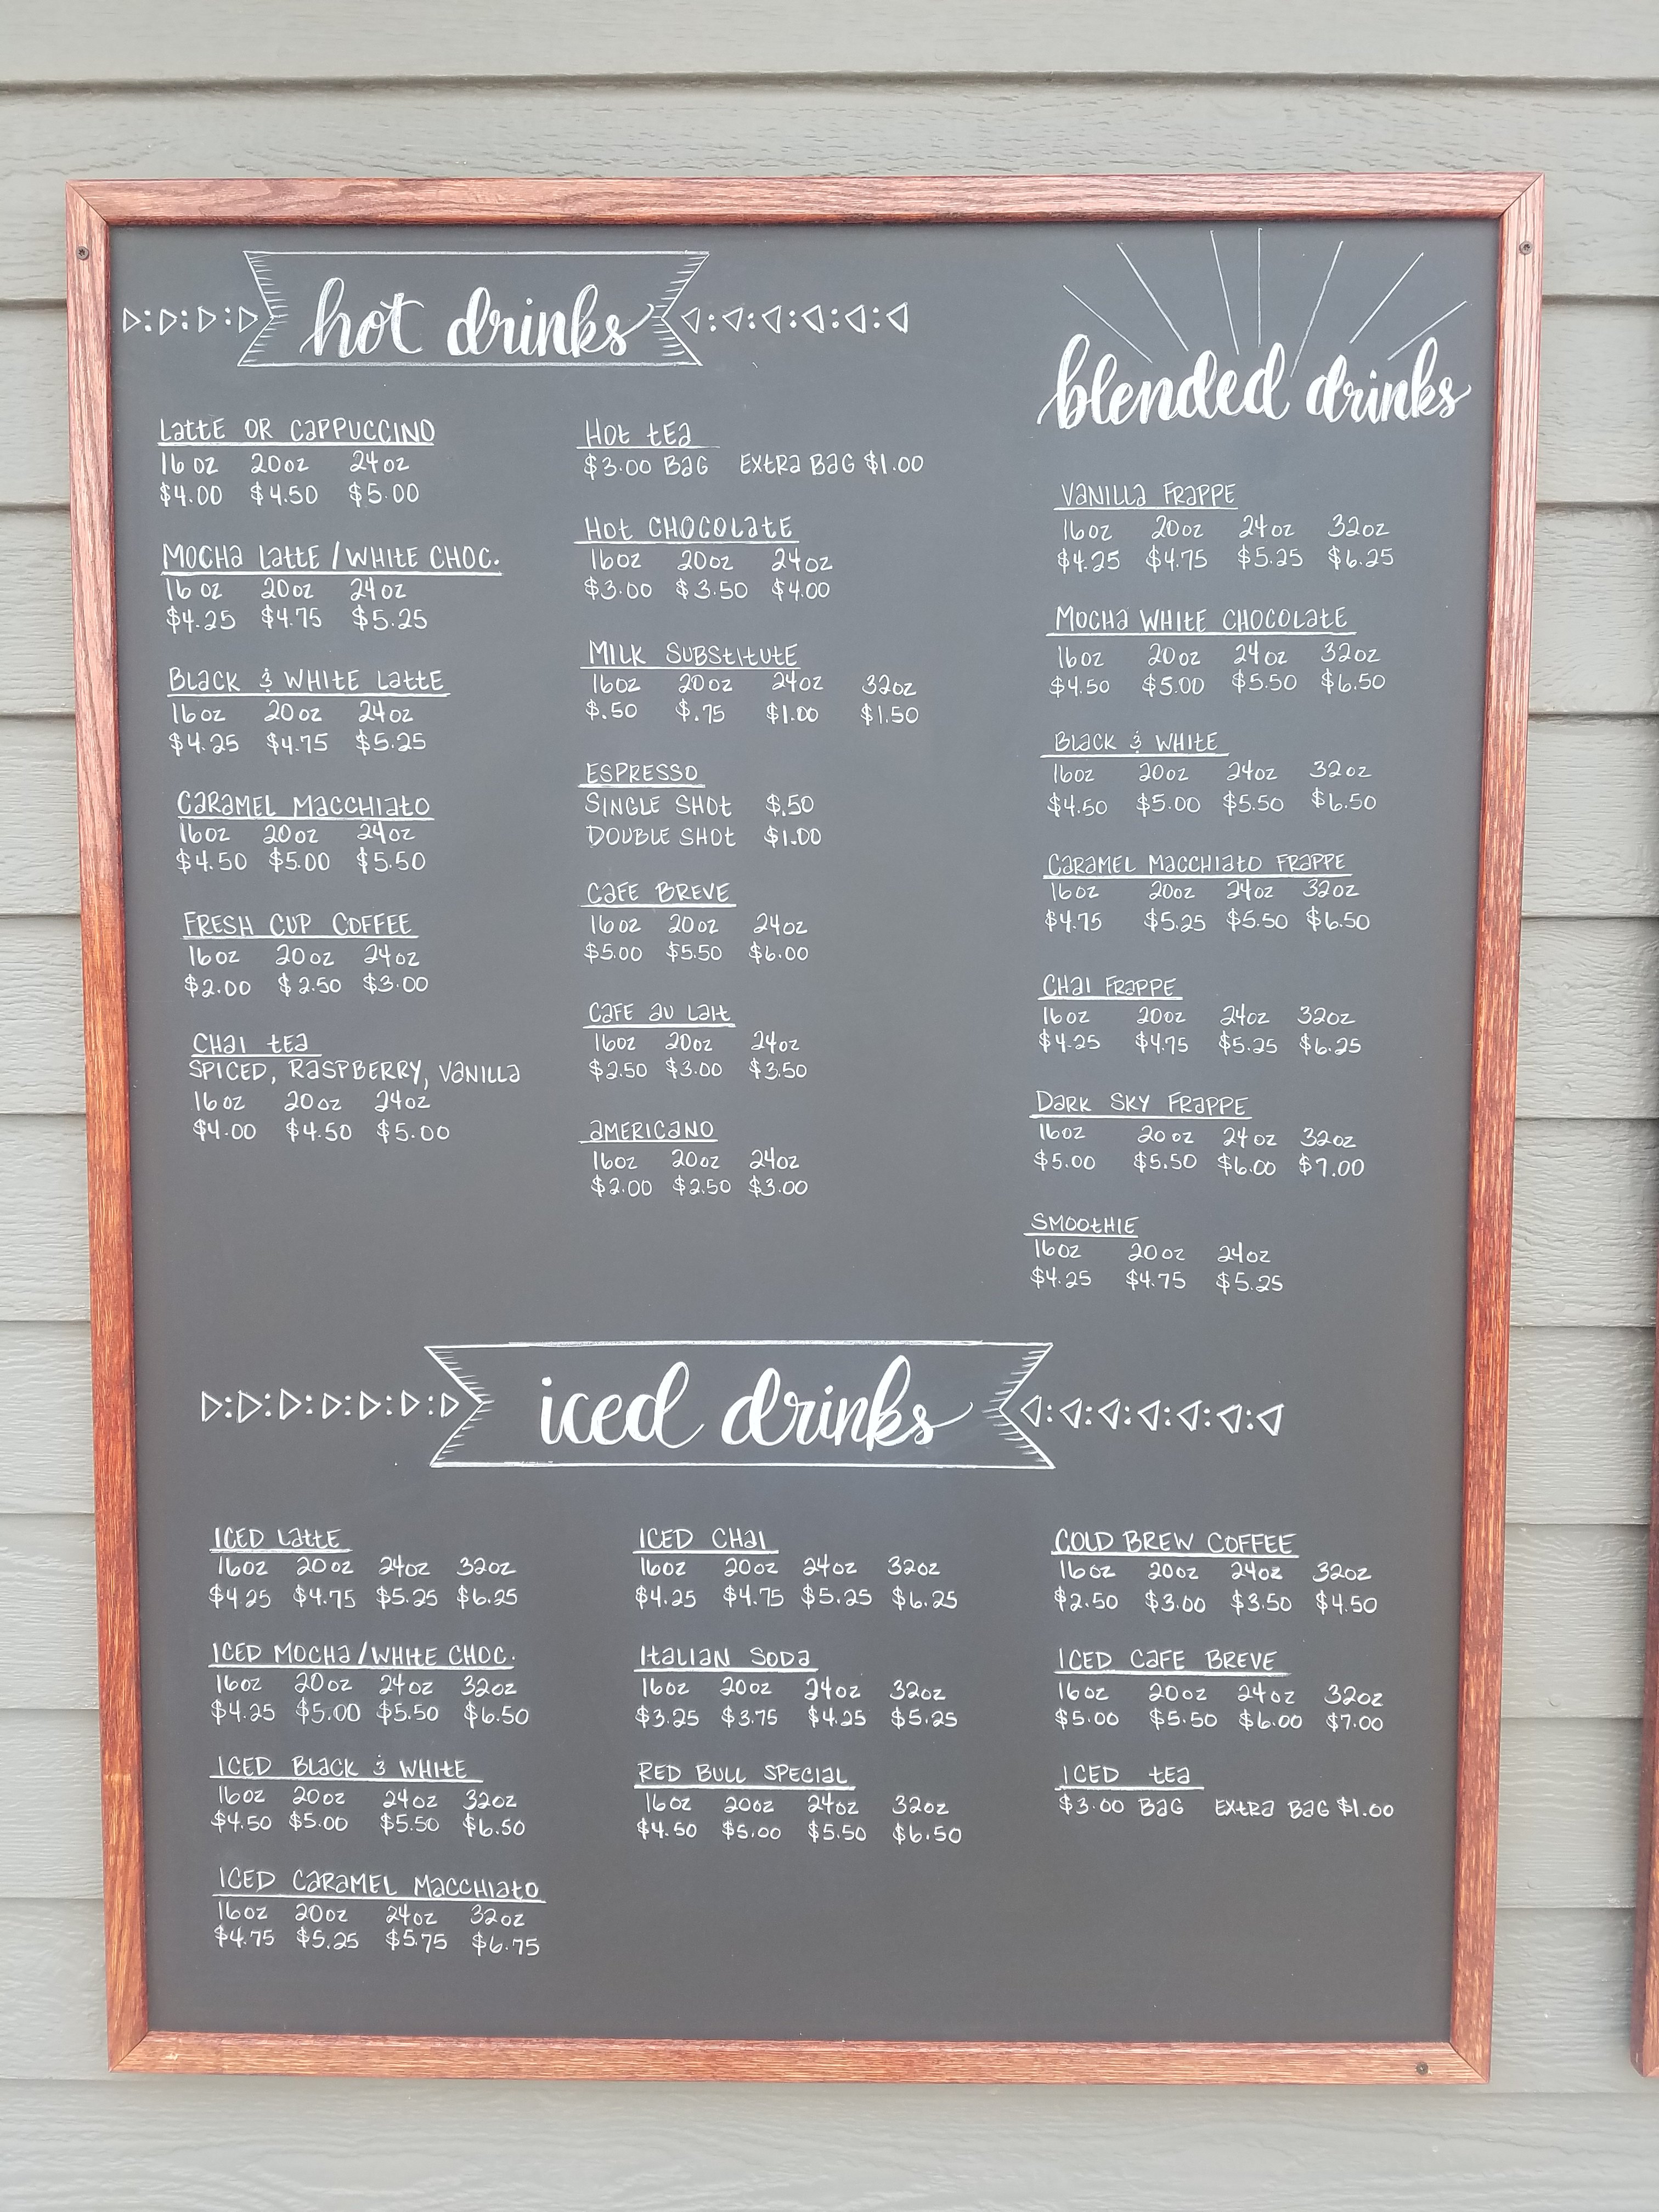 hot drinks
LATTE OR CAPPUCCINO
16 oz 20oz 24oz
$4.00 $4.50 $5.00
MOCHA LATTE / WHITE CHOC.
16 oz 20oz 24oz
$4.25 $4.75 $5.25
BLACK & WHITE LATTE
16oz 20oz 24oz
$4.25 $4.75 $5.25
CARAMEL MACCHIATO
16oz 20oz 24oz
$4.50 $5.00 $5.50
FRESH CUP COFFEE
16oz 20oz 24oz
$2.00 $2.50 $3.00
CHAI TEA
SPICED, RASPBERRY, VANILLA
16oz 20oz 24oz
$4.00 $4.50 $5.00
HOT TEA
$3.00 BAG EXTRA BAG $1.00
HOT CHOCOLATE
16oz 20oz 24oz
$3.00 $3.50 $4.00
MILK SUBSTITUTE
16oz 20oz 24oz 32oz
$.50 $.75 $1.00 $1.50
ESPRESSO
SINGLE SHOT $.50
DOUBLE SHOT $1.00
CAFE BREVE
16oz 20oz 24oz
$5.00 $5.50 $6.00
CAFE AU LAIT
16oz 20oz 24oz
$2.50 $3.00 $3.50
AMERICANO
16oz 20oz 24oz
$2.00 $2.50 $3.00
blended drinks
VANILLA FRAPPE
16oz 20oz 24oz 32oz
$4.25 $4.75 $5.25 $6.25
MOCHA WHITE CHOCOLATE
16oz 20oz 24oz 32oz
$4.50 $5.00 $5.50 $6.50
BLACK & WHITE
16oz 20oz 24oz 32oz
$4.50 $5.00 $5.50 $6.50
CARAMEL MACCHIATO FRAPPE
16oz 20oz 24oz 32oz
$4.75 $5.25 $5.50 $6.50
CHAI FRAPPE
16oz 20oz 24oz 32oz
$4.25 $4.75 $5.25 $6.25
DARK SKY FRAPPE
16oz 20oz 24oz 32oz
$5.00 $5.50 $6.00 $7.00
SMOOTHIE
16oz 20oz 24oz
$4.25 $4.75 $5.25
iced drinks
ICED LATTE
16oz 20oz 24oz 32oz
$4.25 $4.75 $5.25 $6.25
ICED MOCHA/WHITE CHOC.
16oz 20oz 24oz 32oz
$4.25 $5.00 $5.50 $6.50
ICED BLACK & WHITE
16oz 20oz 24oz 32oz
$4.50 $5.00 $5.50 $6.50
ICED CARAMEL MACCHIATO
16oz 20oz 24oz 32oz
$4.75 $5.25 $5.75 $6.75
ICED CHAI
16oz 20oz 24oz 32oz
$4.25 $4.75 $5.25 $6.25
ITALIAN SODA
16oz 20oz 24oz 32oz
$3.25 $3.75 $4.25 $5.25
RED BULL SPECIAL
16oz 20oz 24oz 32oz
$4.50 $5.00 $5.50 $6.50
COLD BREW COFFEE
16oz 20oz 24oz 32oz
$2.50 $3.00 $3.50 $4.50
ICED CAFE BREVE
16oz 20oz 24oz 32oz
$5.00 $5.50 $6.00 $7.00
ICED TEA
$3.00 BAG EXTRA BAG $1.00